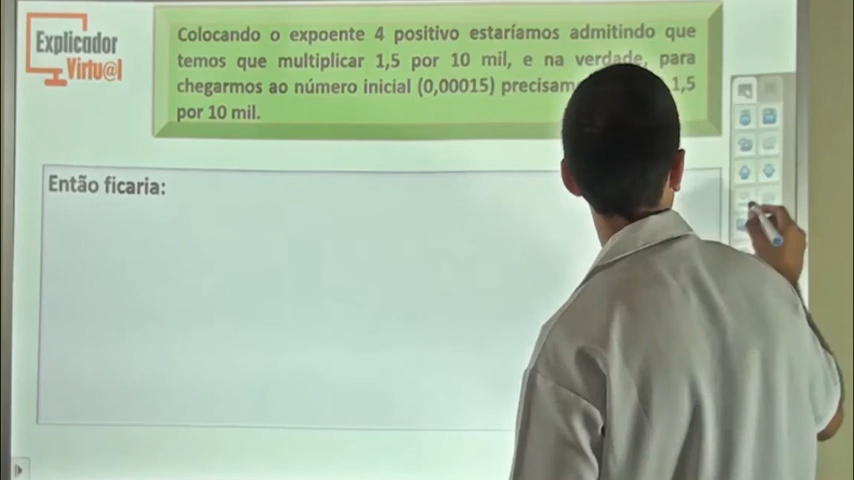 Explicador
Virtu@l
Colocando o expoente 4 positivo estaríamos admitindo que
temos que multiplicar 1,5 por 10 mil, e na verdade, para
chegarmos ao número inicial (0,00015) 1,5
por 10 mil.
Então ficaria: